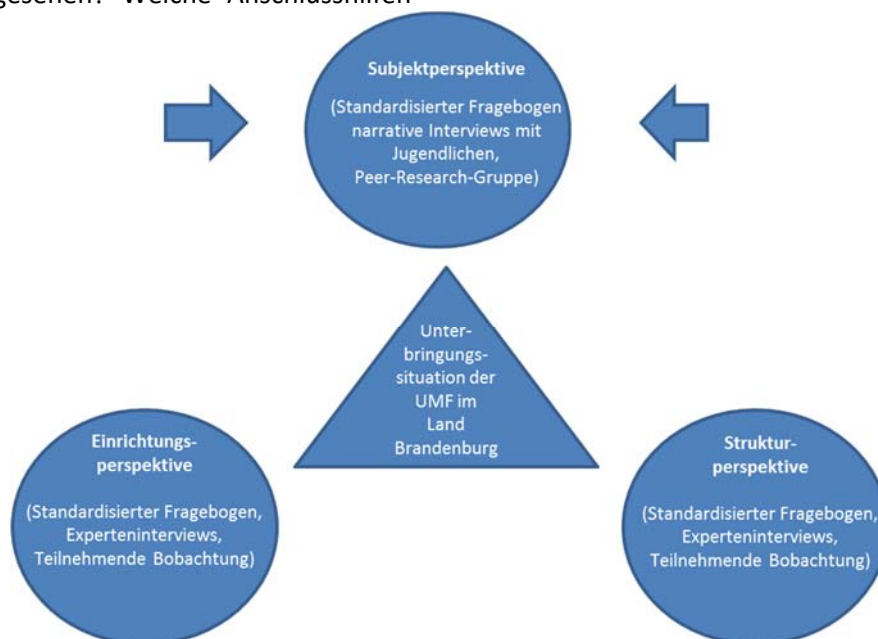 gesehen? Welche Anschlusshilfen
Subjektperspektive
(Standardisierter Fragebogen
narrative Interviews mit
Jugendlichen,
Peer-Research-Gruppe)
Unter-
bringungs-
situation der
UMF im
Land
Brandenburg
Einrichtungs-
perspektive
(Standardisierter Fragebogen,
Experteninterviews,
Teilnehmende Bobachtung)
Struktur-
perspektive
(Standardisierter Fragebogen,
Experteninterviews,
Teilnehmende Bobachtung)